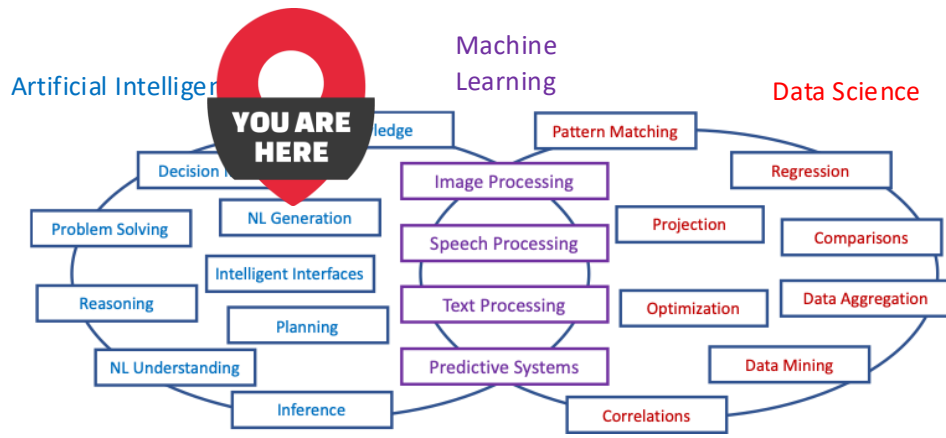 Machine
Learning
Artificial
Data Science
YOU ARE
HERE
Pattern Matching
Decision
Image Processing
Regression
NL Generation
Projection
Problem Solving
Speech Processing
Comparisons
Intelligent Interfaces
Reasoning
Text Processing
Optimization
Data Aggregation
Planning
NL Understanding
Predictive Systems
Data Mining
Inference
Correlations